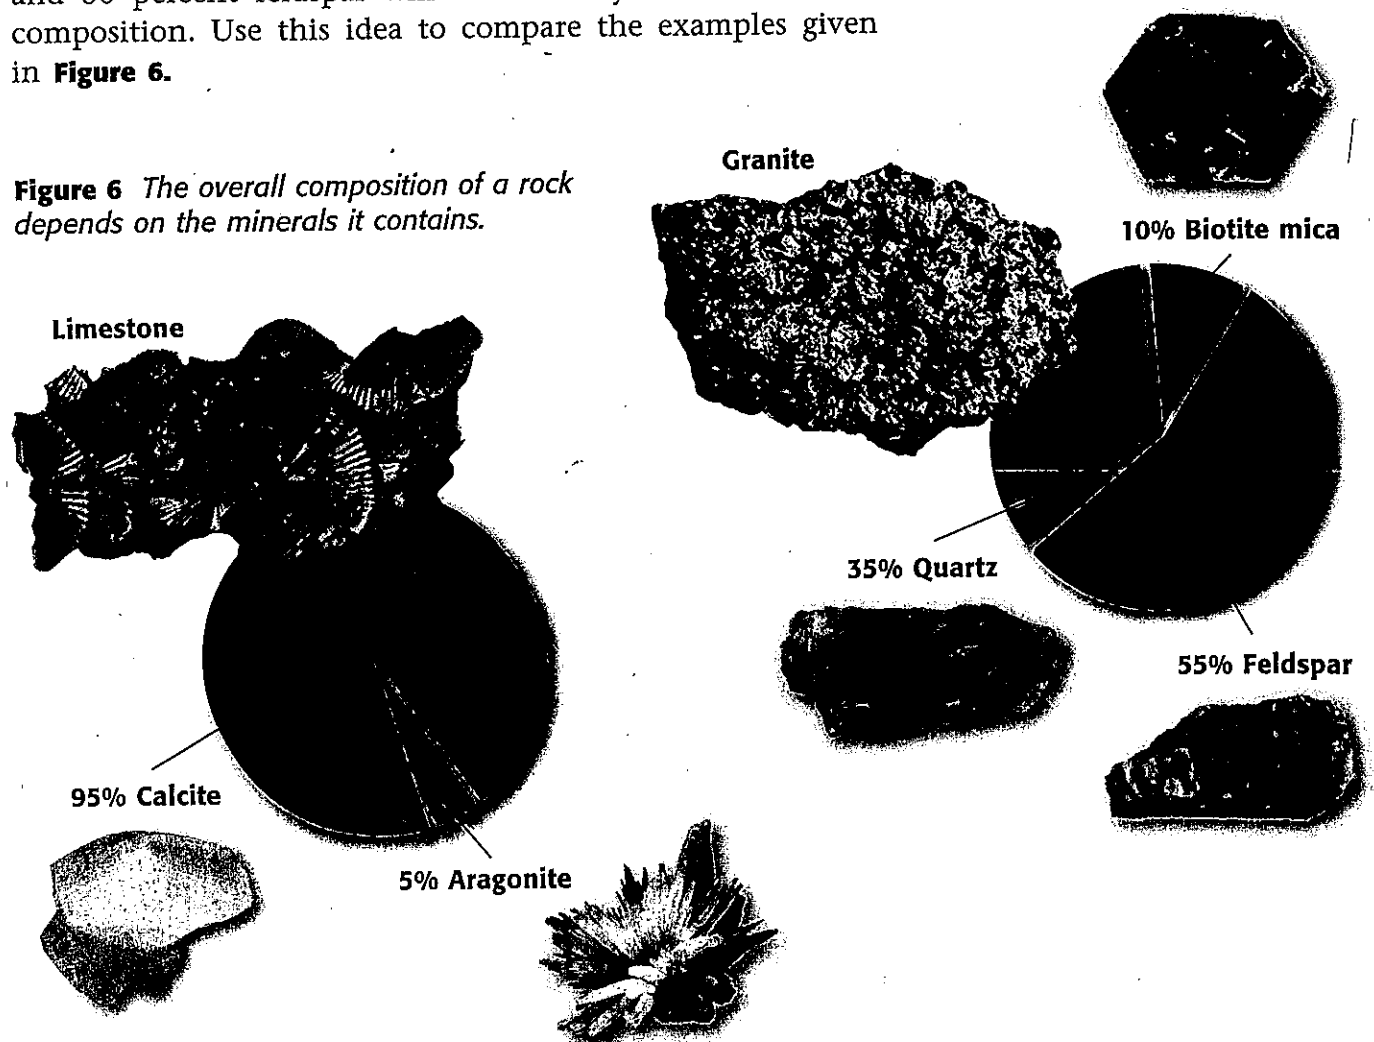 composition. Use this idea to compare the examples given
in Figure 6.
Figure 6 The overall composition of a rock
depends on the minerals it contains.
Limestone
95% Calcite
5% Aragonite
Granite
10% Biotite mica
35% Quartz
55% Feldspar